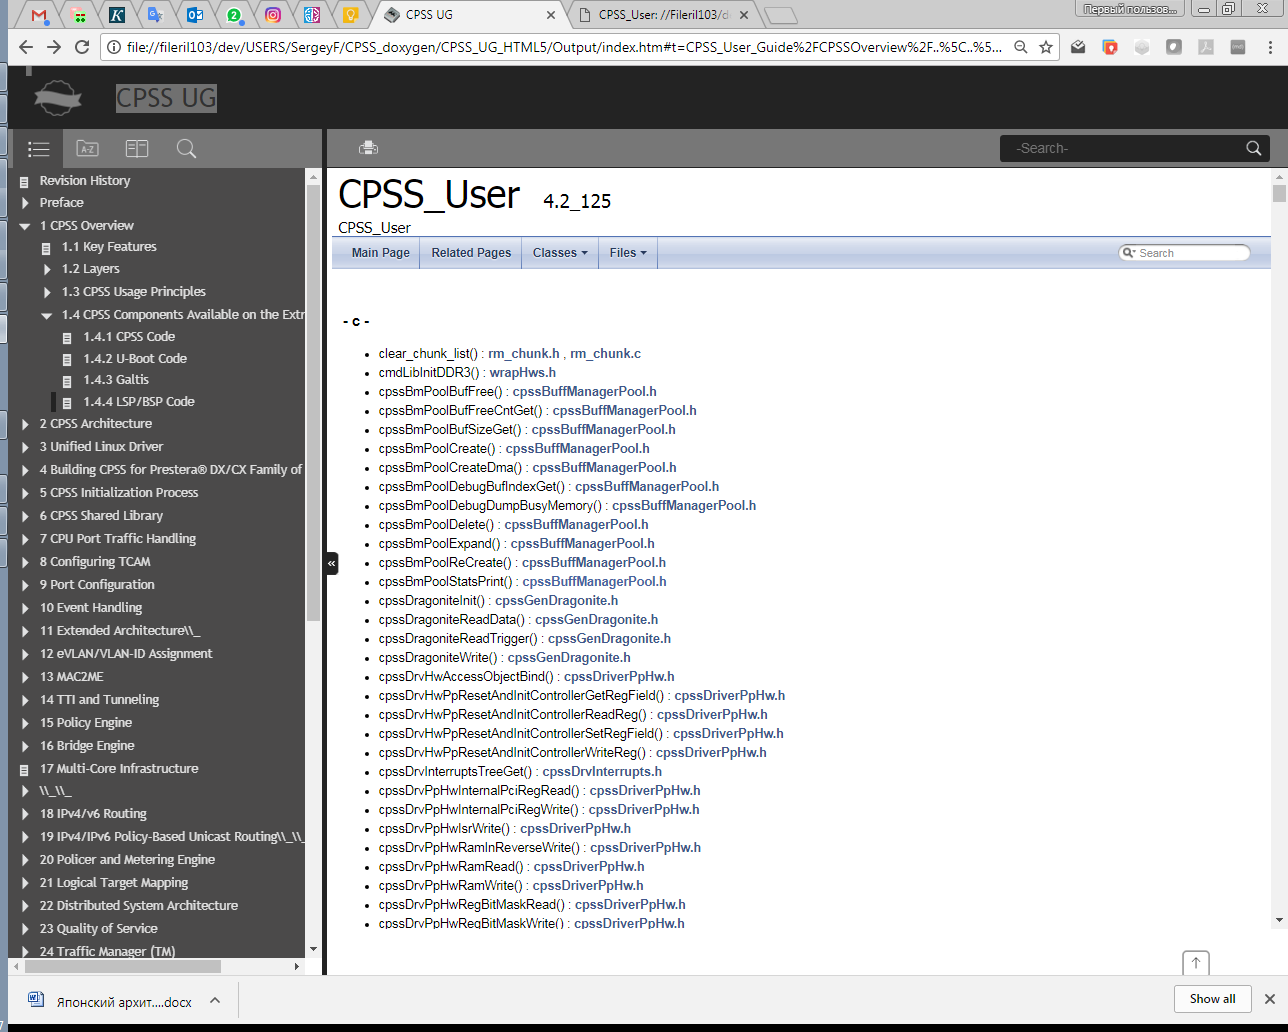 CPSS UG
CPSS_User: //Fileril103/d
Первый пользов...
file://fileril103/dev/USERS/SergeyF/CPSS_doxygen/CPSS_UG_HTML5/Output/index.htm#t=CPSS_User_Guide%2FCPSSOverview%2F..%5C..%5...
CPSS UG
A-Z
-Search-
Revision History
Preface
1 CPSS Overview
1.1 Key Features
1.2 Layers
1.3 CPSS Usage Principles
1.4 CPSS Components Available on the Extr
1.4.1 CPSS Code
1.4.2 U-Boot Code
1.4.3 Galtis
1.4.4 LSP/BSP Code
2 CPSS Architecture
3 Unified Linux Driver
4 Building CPSS for Prestera® DX/CX Family of
5 CPSS Initialization Process
6 CPSS Shared Library
7 CPU Port Traffic Handling
8 Configuring TCAM
9 Port Configuration
10 Event Handling
11 Extended Architecture\\_
12 eVLAN/VLAN-ID Assignment
13 MAC2ME
14 TTI and Tunneling
15 Policy Engine
16 Bridge Engine
17 Multi-Core Infrastructure
\\_\\_
18 IPv4/v6 Routing
19 IPv4/IPv6 Policy-Based Unicast Routing\\_\\_
20 Policer and Metering Engine
21 Logical Target Mapping
22 Distributed System Architecture
23 Quality of Service
24 Traffic Manager (TM)
CPSS_User 4.2_125
CPSS_User
Main Page Related Pages Classes Files Search
- c -
clear_chunk_list() : rm_chunk.h , rm_chunk.c
cmdLibInitDDR3() : wrapHws.h
cpssBmPoolBufFree() : cpssBuffManagerPool.h
cpssBmPoolBufFreeCntGet() : cpssBuffManagerPool.h
cpssBmPoolBufSizeGet() : cpssBuffManagerPool.h
cpssBmPoolCreate() : cpssBuffManagerPool.h
cpssBmPoolCreateDma() : cpssBuffManagerPool.h
cpssBmPoolDebugBufIndexGet() : cpssBuffManagerPool.h
cpssBmPoolDebugDumpBusyMemory() : cpssBuffManagerPool.h
cpssBmPoolDelete() : cpssBuffManagerPool.h
cpssBmPoolExpand() : cpssBuffManagerPool.h
cpssBmPoolReCreate() : cpssBuffManagerPool.h
cpssBmPoolStatsPrint() : cpssBuffManagerPool.h
cpssDragoniteInit() : cpssGenDragonite.h
cpssDragoniteReadData() : cpssGenDragonite.h
cpssDragoniteReadTrigger() : cpssGenDragonite.h
cpssDragoniteWrite() : cpssGenDragonite.h
cpssDrvHwAccessObjectBind() : cpssDriverPpHw.h
cpssDrvHwPpResetAndInitControllerGetRegField() : cpssDriverPpHw.h
cpssDrvHwPpResetAndInitControllerReadReg() : cpssDriverPpHw.h
cpssDrvHwPpResetAndInitControllerSetRegField() : cpssDriverPpHw.h
cpssDrvHwPpResetAndInitControllerWriteReg() : cpssDriverPpHw.h
cpssDrvInterruptsTreeGet() : cpssDrvInterrupts.h
cpssDrvPpHwInternalPciRegRead() : cpssDriverPpHw.h
cpssDrvPpHwInternalPciRegWrite() : cpssDriverPpHw.h
cpssDrvPpHwIsrWrite() : cpssDriverPpHw.h
cpssDrvPpHwRamInReverseWrite() : cpssDriverPpHw.h
cpssDrvPpHwRamRead() : cpssDriverPpHw.h
cpssDrvPpHwRamWrite() : cpssDriverPpHw.h
cpssDrvPpHwRegBitMaskRead() : cpssDriverPpHw.h
cpssDrvPpHwRegBitMaskWrite() : cpssDriverPpHw.h
Японский архит....docx
Show all